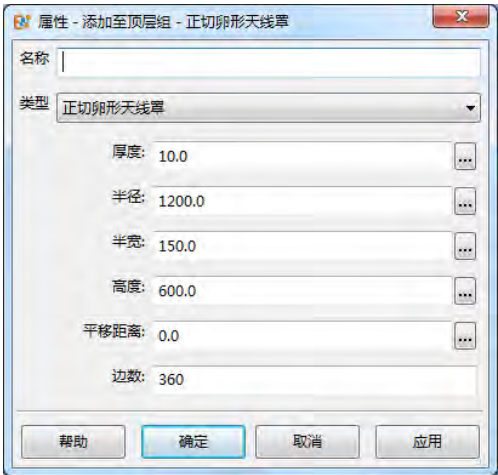 属性 - 添加至顶层组 - 正切卵形天线罩
名称
类型 正切卵形天线罩
厚度: 10.0 ...
半径: 1200.0 ...
半宽: 150.0 ...
高度: 600.0 ...
平移距离: 0.0 ...
边数: 360
帮助 确定 取消 应用